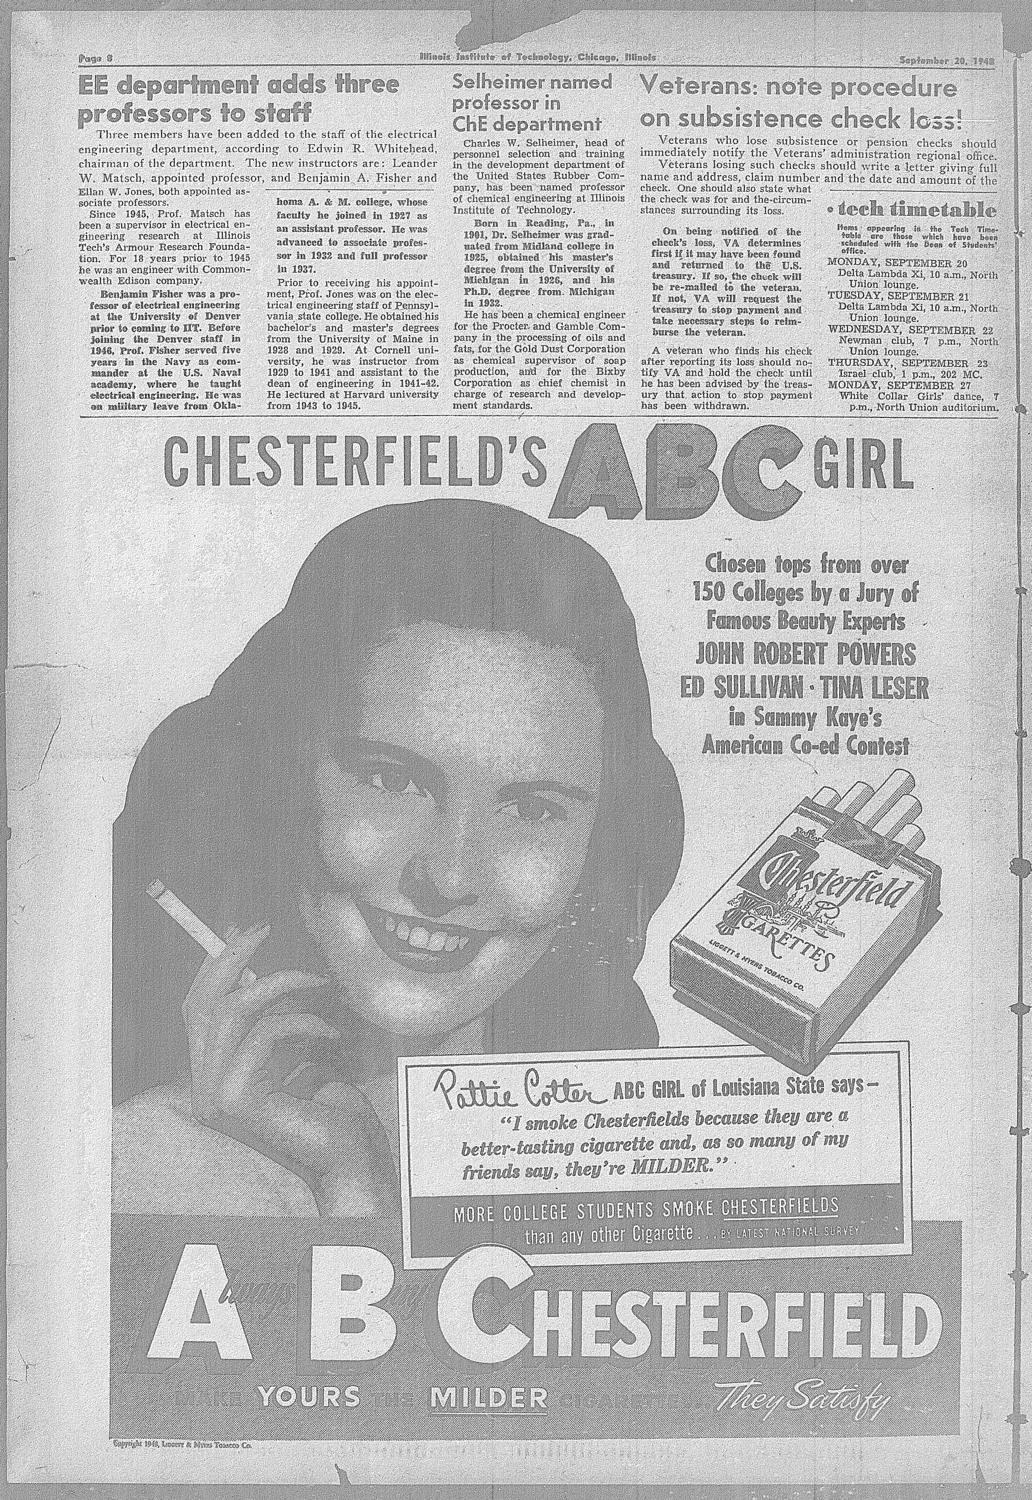 Page 8
Illinois Institute of Technology, Chicago, Illinois
September 20, 1948
EE department adds three
professors to staff
Three members have been added to the staff of the electrical
engineering department, according to Edwin R. Whitehead,
chairman of the department. The new instructors are: Leander
W. Matsch, appointed professor, and Benjamin A. Fisher and
Ellan W. Jones, both appointed as-
sociate professors.
Since 1945, Prof. Matsch has
been a supervisor in electrical en-
gineering research at Illinois
Tech's Armour Research Founda-
tion. For 18 years prior to 1945
he was an engineer with Common-
wealth Edison company.
Benjamin Fisher was a pro-
fessor of electrical engineering
at the University of Denver
prior to coming to IIT. Before
joining the Denver staff in
1946, Prof. Fisher served five
years in the Navy as com-
mander at the U.S. Naval
academy, where he taught
electrical engineering. He was
on military leave from Okla-
homa A. & M. college, whose
faculty he joined in 1927 as
an assistant professor. He was
advanced to associate profes-
sor in 1932 and full professor
in 1937.
Prior to receiving his appoint-
ment, Prof. Jones was on the elec-
trical engineering staff of Pennsyl-
vania state college. He obtained his
bachelor's and master's degrees
from the University of Maine in
1928 and 1929. At Cornell uni-
versity, he was instructor from
1929 to 1941 and assistant to the
dean of engineering in 1941-42.
He lectured at Harvard university
from 1943 to 1945.
Selheimer named
professor in
ChE department
Charles W. Selheimer, head of
personnel selection and training
in the development department of
the United States Rubber Com-
pany, has been named professor
of chemical engineering at Illinois
Institute of Technology.
Born in Reading, Pa., in
1901, Dr. Selheimer was grad-
uated from Midland college in
1925, obtained his master's
degree from the University of
Michigan in 1926, and his
Ph.D. degree from Michigan
in 1932.
He has been a chemical engineer
for the Procter and Gamble Com-
pany in the processing of oils and
fats, for the Gold Dust Corporation
as chemical supervisor of soap
production, and for the Bixby
Corporation as chief chemist in
charge of research and develop-
ment standards.
Veterans: note procedure
on subsistence check loss!
Veterans who lose subsistence or pension checks should
immediately notify the Veterans' administration regional office.
Veterans losing such checks should write a letter giving full
name and address, claim number and the date and amount of the
check. One should also state what
the check was for and the circum-
stances surrounding its loss.
On being notified of the
check's loss, VA determines
first if it may have been found
and returned to the U.S.
treasury. If so, the check will
be re-mailed to the veteran.
If not, VA will request the
treasury to stop payment and
take necessary steps to reim-
burse the veteran.
A veteran who finds his check
after reporting its loss should no-
tify VA and hold the check until
he has been advised by the treas-
ury that action to stop payment
has been withdrawn.
• tech timetable
Items appearing in the Tech Time-
table are those which have been
scheduled with the Dean of Students'
office.
MONDAY, SEPTEMBER 20
Delta Lambda Xi, 10 a.m., North
Union lounge.
TUESDAY, SEPTEMBER 21
Delta Lambda Xi, 10 a.m., North
Union lounge.
WEDNESDAY, SEPTEMBER 22
Newman club, 7 p.m., North
Union lounge.
THURSDAY, SEPTEMBER 23
Israel club, 1 p.m., 202 MC.
MONDAY, SEPTEMBER 27
White Collar Girls' dance, 7
p.m., North Union auditorium.
CHESTERFIELD'S ABC GIRL
Chosen tops from over
150 Colleges by a Jury of
Famous Beauty Experts
JOHN ROBERT POWERS
ED SULLIVAN · TINA LESER
in Sammy Kaye's
American Co-ed Contest
Chesterfield
CIGARETTES
LIGGETT & MYERS TOBACCO CO.
Pattie Cotter ABC GIRL of Louisiana State says—
"I smoke Chesterfields because they are a
better-tasting cigarette and, as so many of my
friends say, they're MILDER."
MORE COLLEGE STUDENTS SMOKE CHESTERFIELDS
than any other Cigarette . . . BY LATEST NATIONAL SURVEY
Always Buy CHESTERFIELD
MAKE YOURS THE MILDER CIGARETTE... They Satisfy
Copyright 1948, LIGGETT & MYERS TOBACCO CO.